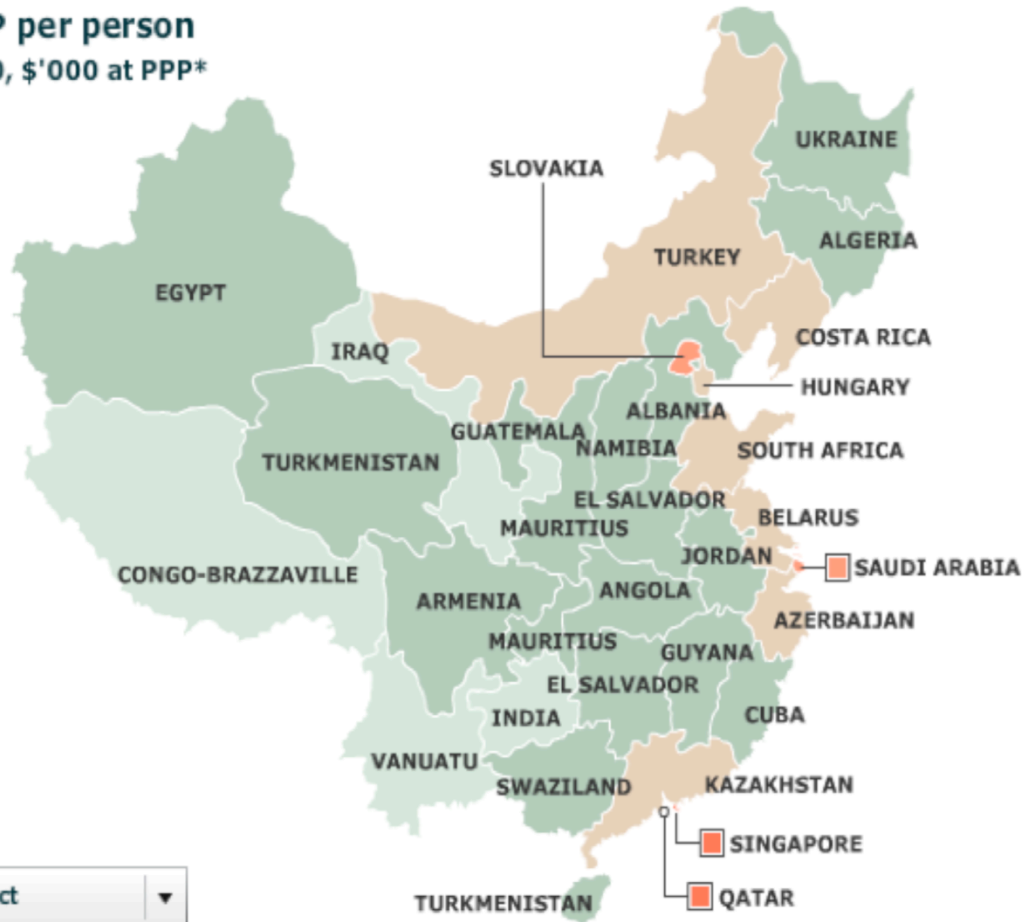 P per person
, $'000 at PPP*
UKRAINE
SLOVAKIA
ALGERIA
TURKEY
EGYPT
COSTA RICA
IRAQ
HUNGARY
ALBANIA
GUATEMALA
NAMIBIA
SOUTH AFRICA
TURKMENISTAN
EL SALVADOR
BELARUS
MAURITIUS
JORDAN
SAUDI ARABIA
CONGO-BRAZZAVILLE
ANGOLA
ARMENIA
AZERBAIJAN
MAURITIUS
GUYANA
EL SALVADOR
INDIA
CUBA
VANUATU
SWAZILAND
KAZAKHSTAN
SINGAPORE
QATAR
TURKMENISTAN
ct